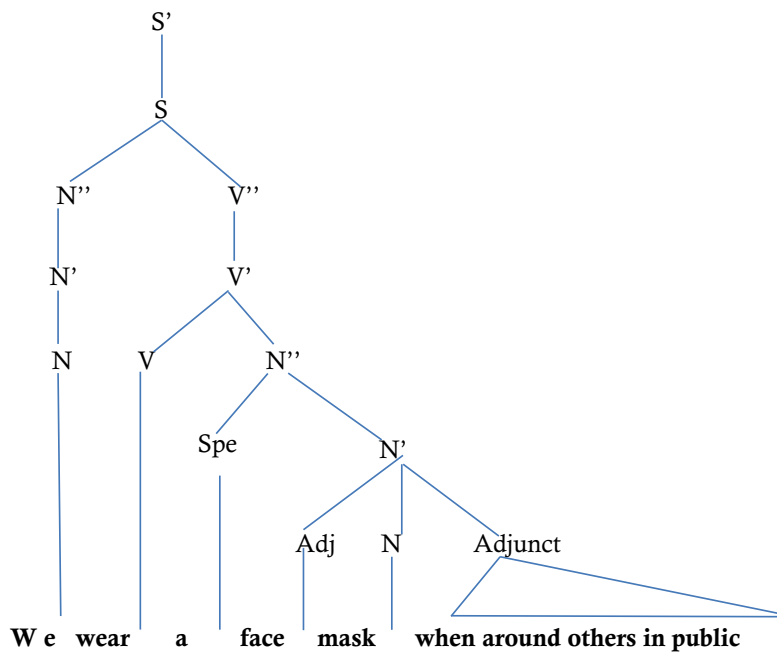 S’
S
N’’ V’’
N’ V’
N V N’’
Spe N’
Adj N Adjunct
W e wear a face mask when around others in public